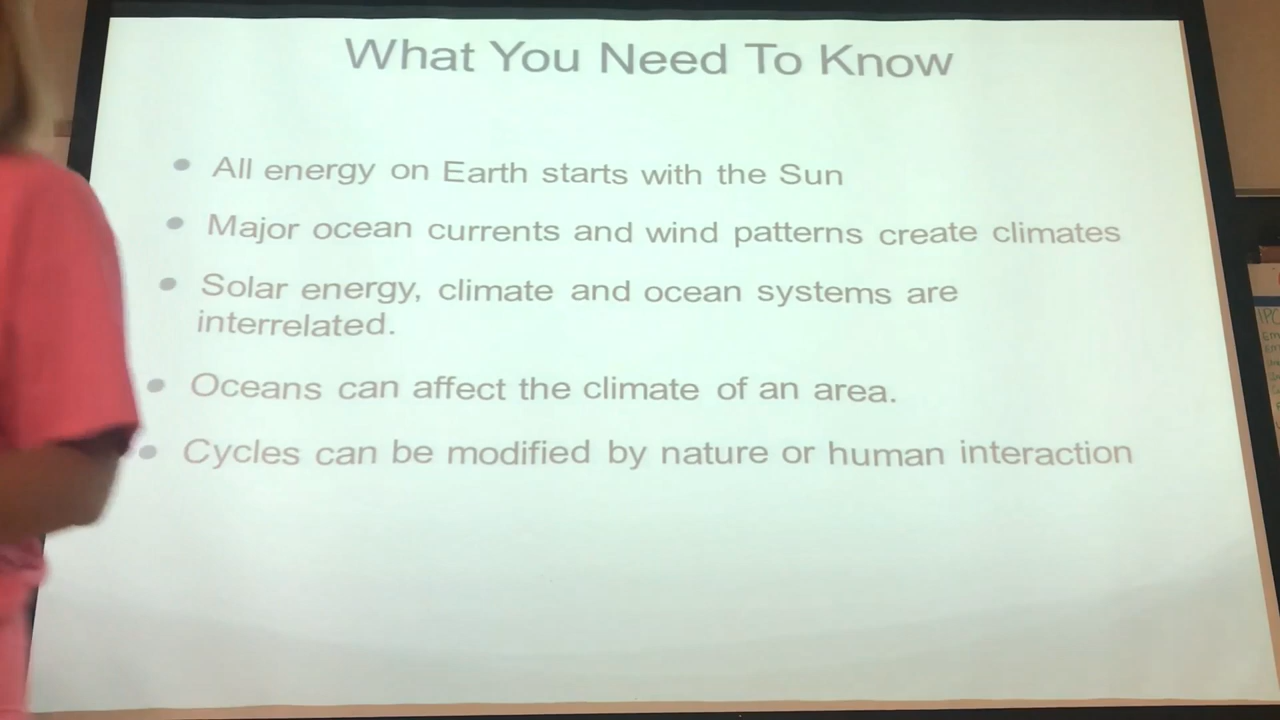 What You Need To Know
• All energy on Earth starts with the Sun
• Major ocean currents and wind patterns create climates
• Solar energy, climate and ocean systems are
interrelated.
• Oceans can affect the climate of an area.
• Cycles can be modified by nature or human interaction
IPC